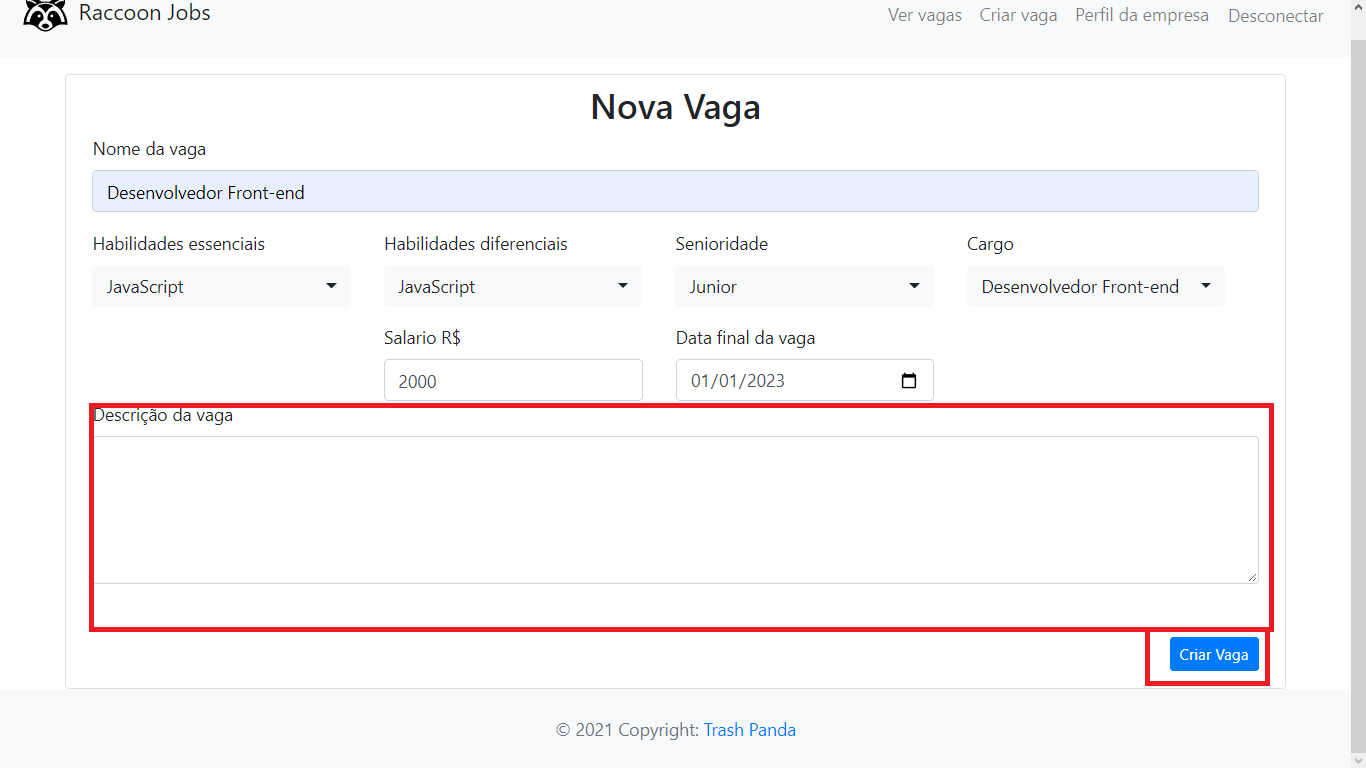 Raccoon Jobs
Ver vagas Criar vaga Perfil da empresa Desconectar
Nova Vaga
Nome da vaga
Desenvolvedor Front-end
Habilidades essenciais Habilidades diferenciais Senioridade Cargo
JavaScript JavaScript Junior Desenvolvedor Front-end
Salario R$ Data final da vaga
2000 01/01/2023
Descrição da vaga
Criar Vaga
© 2021 Copyright: Trash Panda